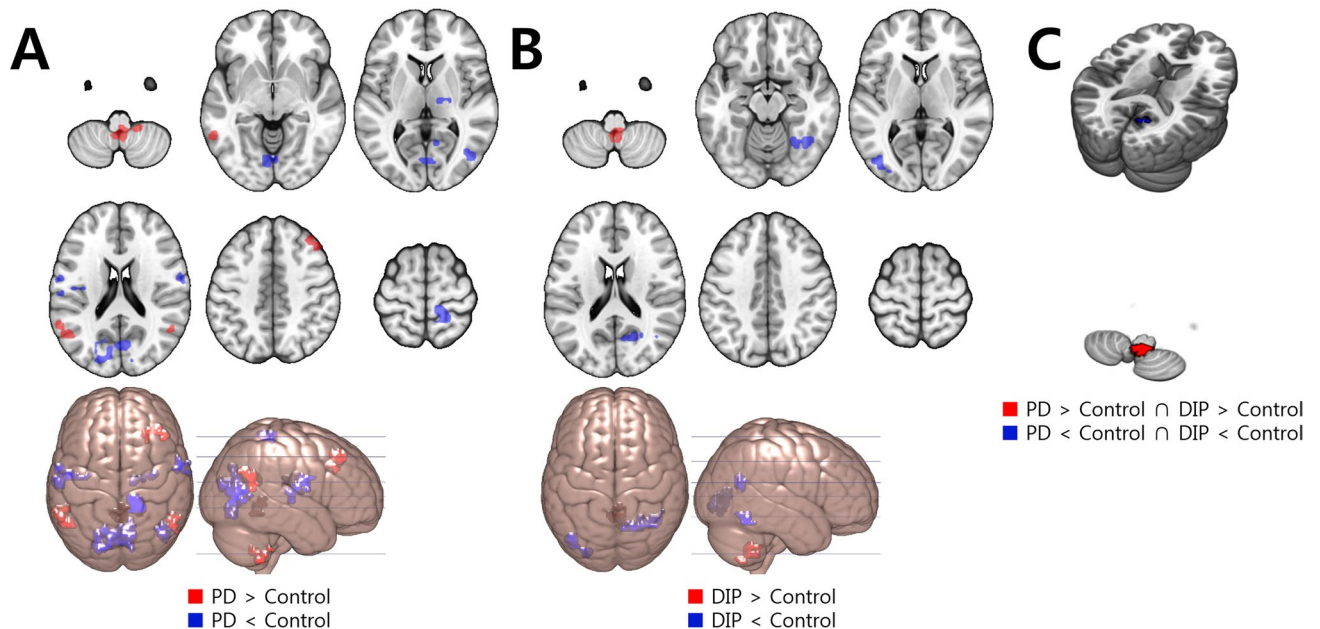 A
B
C
PD > Control
PD < Control
DIP > Control
DIP < Control
PD > Control ∩ DIP > Control
PD < Control ∩ DIP < Control